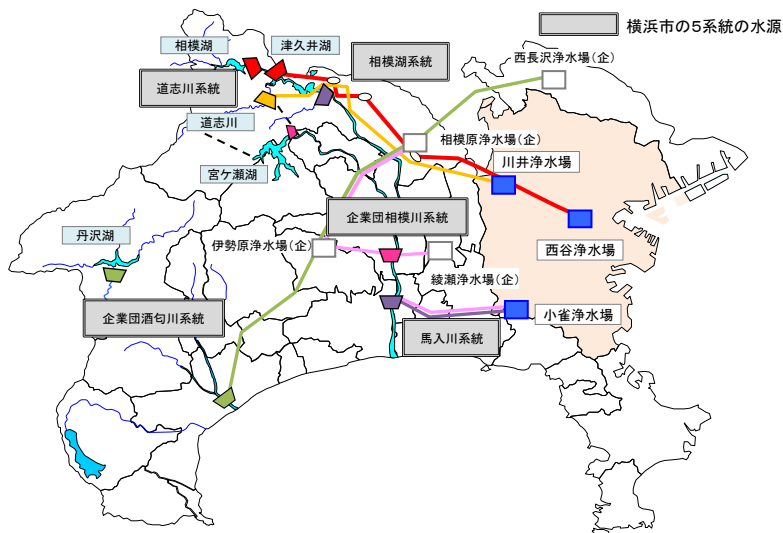 横浜市の5系統の水源
相模湖
津久井湖
相模湖系統
西長沢浄水場(企)
道志川系統
道志川
相模原浄水場(企)
川井浄水場
宮ケ瀬湖
企業団相模川系統
丹沢湖
伊勢原浄水場(企)
西谷浄水場
綾瀬浄水場(企)
企業団酒匂川系統
小雀浄水場
馬入川系統